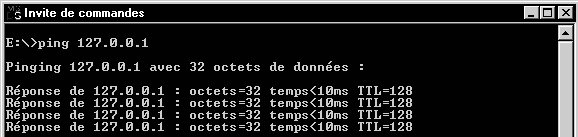 Invite de commandes
E:\>ping 127.0.0.1
Pinging 127.0.0.1 avec 32 octets de données :
Réponse de 127.0.0.1 : octets=32 temps<10ms TTL=128
Réponse de 127.0.0.1 : octets=32 temps<10ms TTL=128
Réponse de 127.0.0.1 : octets=32 temps<10ms TTL=128
Réponse de 127.0.0.1 : octets=32 temps<10ms TTL=128